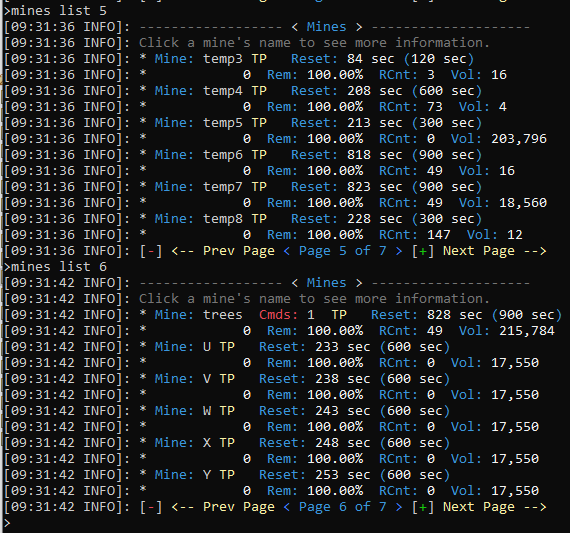 >mines list 5
[09:31:36 INFO]: ------------------- < Mines > --------------------
[09:31:36 INFO]: Click a mine's name to see more information.
[09:31:36 INFO]: * Mine: temp3 TP   Reset: 84 sec (120 sec)
[09:31:36 INFO]: *            0  Rem: 100.00%  RCnt: 3  Vol: 16
[09:31:36 INFO]: * Mine: temp4 TP   Reset: 208 sec (600 sec)
[09:31:36 INFO]: *            0  Rem: 100.00%  RCnt: 73  Vol: 4
[09:31:36 INFO]: * Mine: temp5 TP   Reset: 213 sec (300 sec)
[09:31:36 INFO]: *            0  Rem: 100.00%  RCnt: 0  Vol: 203,796
[09:31:36 INFO]: * Mine: temp6 TP   Reset: 818 sec (900 sec)
[09:31:36 INFO]: *            0  Rem: 100.00%  RCnt: 49  Vol: 16
[09:31:36 INFO]: * Mine: temp7 TP   Reset: 823 sec (900 sec)
[09:31:36 INFO]: *            0  Rem: 100.00%  RCnt: 49  Vol: 18,560
[09:31:36 INFO]: * Mine: temp8 TP   Reset: 228 sec (300 sec)
[09:31:36 INFO]: *            0  Rem: 100.00%  RCnt: 147  Vol: 12
[09:31:36 INFO]: [-] <-- Prev Page < Page 5 of 7 > [+] Next Page -->
>mines list 6
[09:31:42 INFO]: ------------------- < Mines > --------------------
[09:31:42 INFO]: Click a mine's name to see more information.
[09:31:42 INFO]: * Mine: trees  Cmds: 1  TP   Reset: 828 sec (900 sec)
[09:31:42 INFO]: *            0  Rem: 100.00%  RCnt: 49  Vol: 215,784
[09:31:42 INFO]: * Mine: U TP   Reset: 233 sec (600 sec)
[09:31:42 INFO]: *            0  Rem: 100.00%  RCnt: 0  Vol: 17,550
[09:31:42 INFO]: * Mine: V TP   Reset: 238 sec (600 sec)
[09:31:42 INFO]: *            0  Rem: 100.00%  RCnt: 0  Vol: 17,550
[09:31:42 INFO]: * Mine: W TP   Reset: 243 sec (600 sec)
[09:31:42 INFO]: *            0  Rem: 100.00%  RCnt: 0  Vol: 17,550
[09:31:42 INFO]: * Mine: X TP   Reset: 248 sec (600 sec)
[09:31:42 INFO]: *            0  Rem: 100.00%  RCnt: 0  Vol: 17,550
[09:31:42 INFO]: * Mine: Y TP   Reset: 253 sec (600 sec)
[09:31:42 INFO]: *            0  Rem: 100.00%  RCnt: 0  Vol: 17,550
[09:31:42 INFO]: [-] <-- Prev Page < Page 6 of 7 > [+] Next Page -->
>